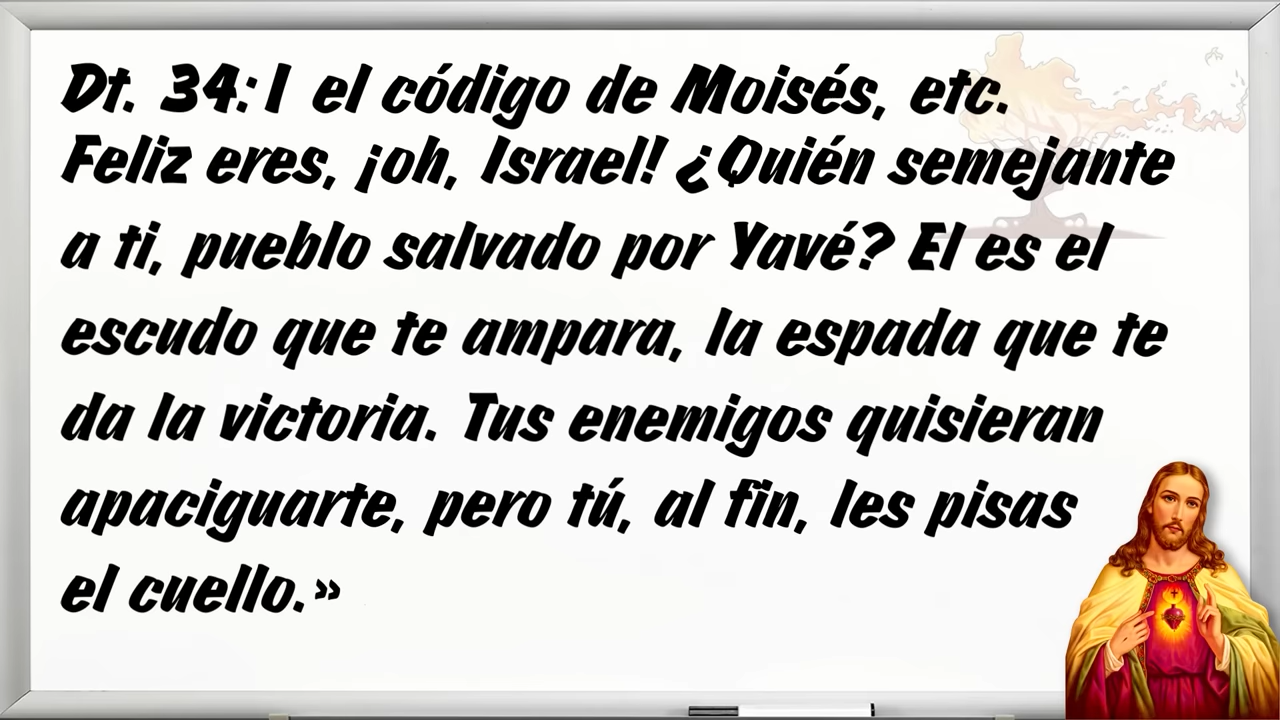 Dt. 34:1 el código de Moisés, etc.
Feliz eres, ¡oh, Israel! ¿Quién semejante
a ti, pueblo salvado por Yavé? El es el
escudo que te ampara, la espada que te
da la victoria. Tus enemigos quisieran
apaciguarte, pero tú, al fin, les pisas
el cuello.»